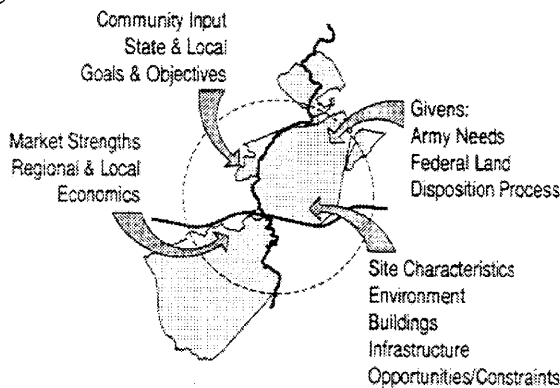 Community Input
State & Local
Goals & Objectives
Givens:
Army Needs
Federal Land
Disposition Process
Market Strengths
Regional & Local
Economics
Site Characteristics
Environment
Buildings
Infrastructure
Opportunities/Constraints